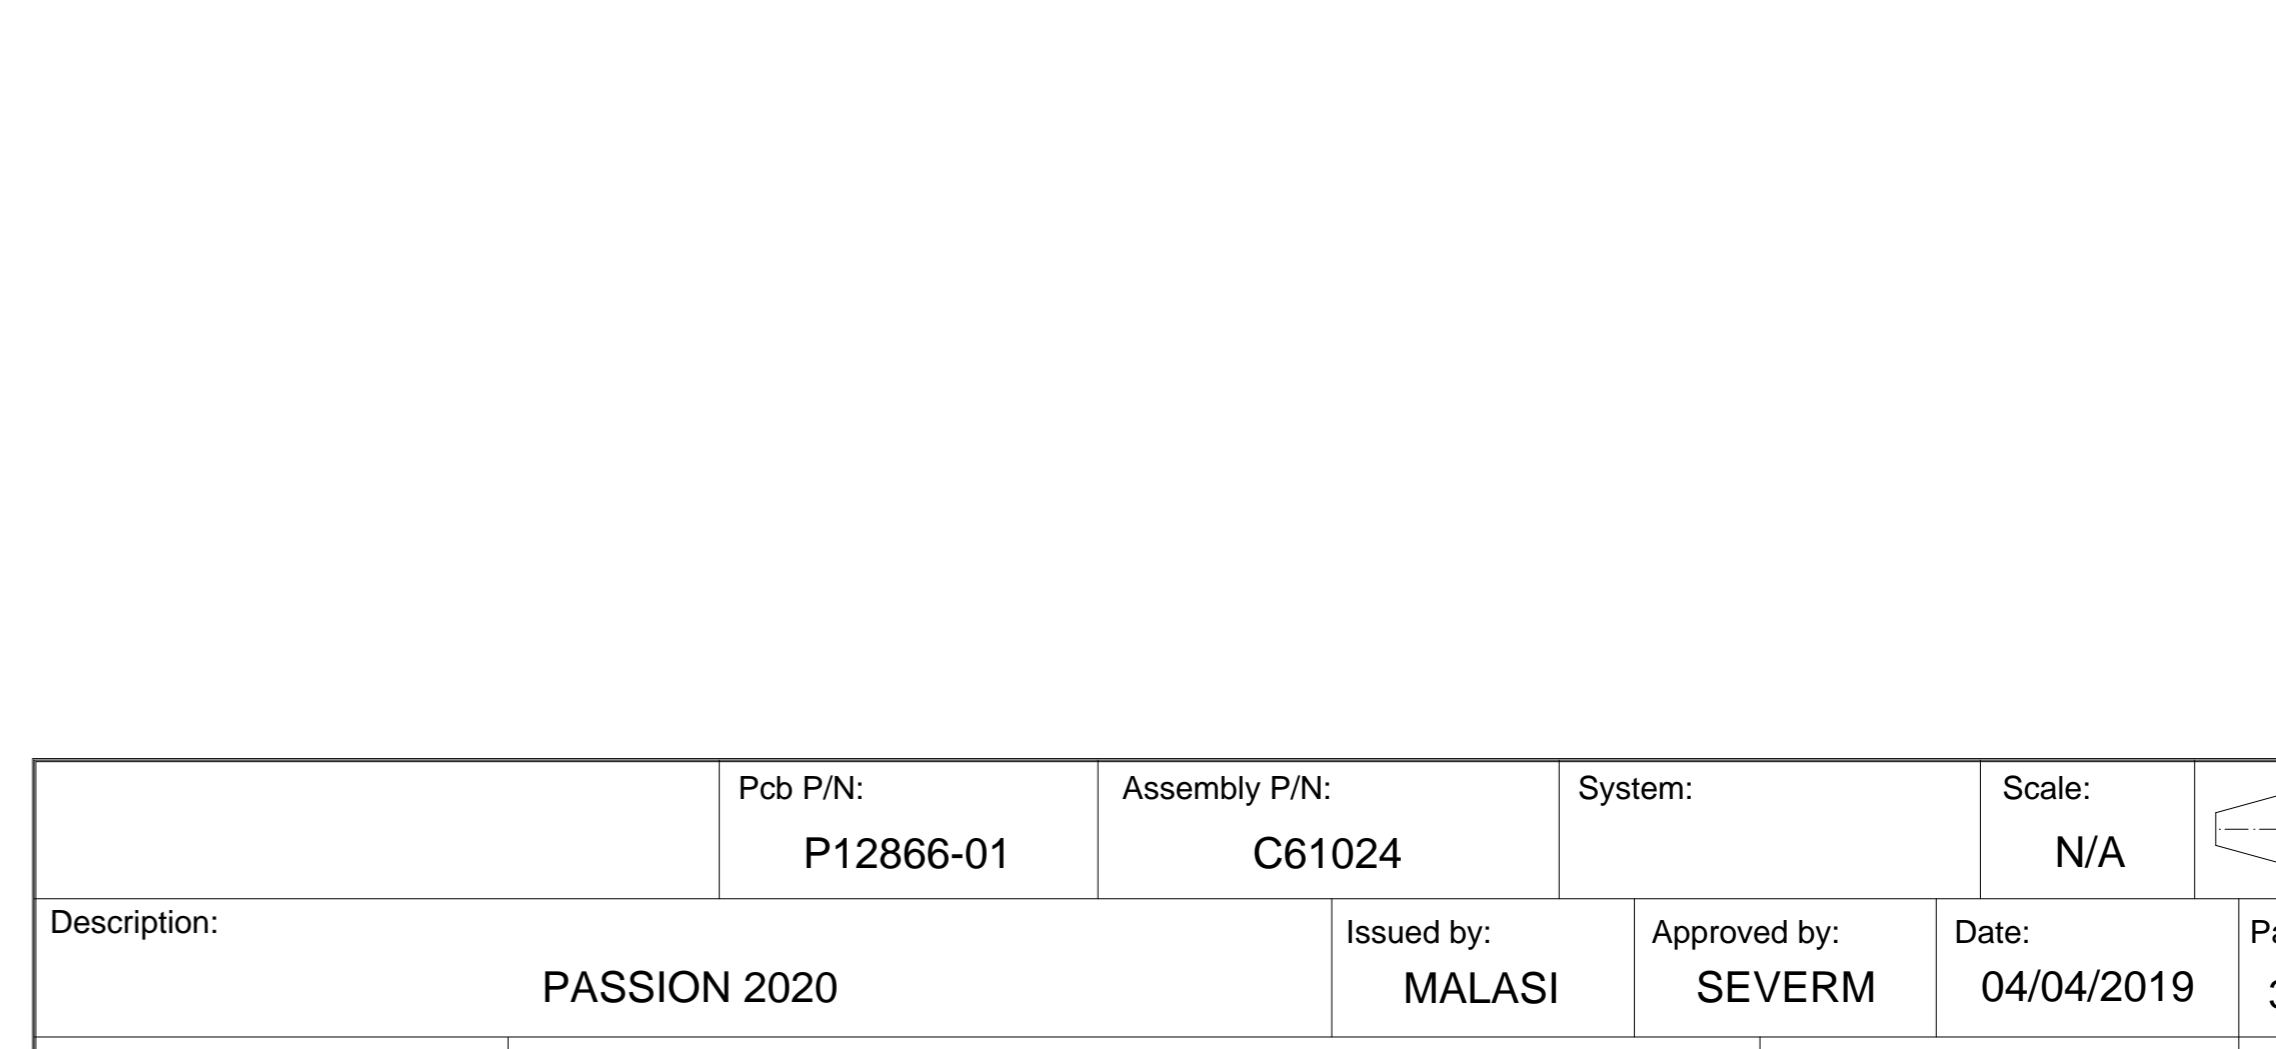 Pcb P/N: Assembly P/N: System: Scale:
P12866-01 C61024 N/A
Description: Issued by: Approved by: Date:
PASSION 2020 MALASI SEVERM 04/04/2019